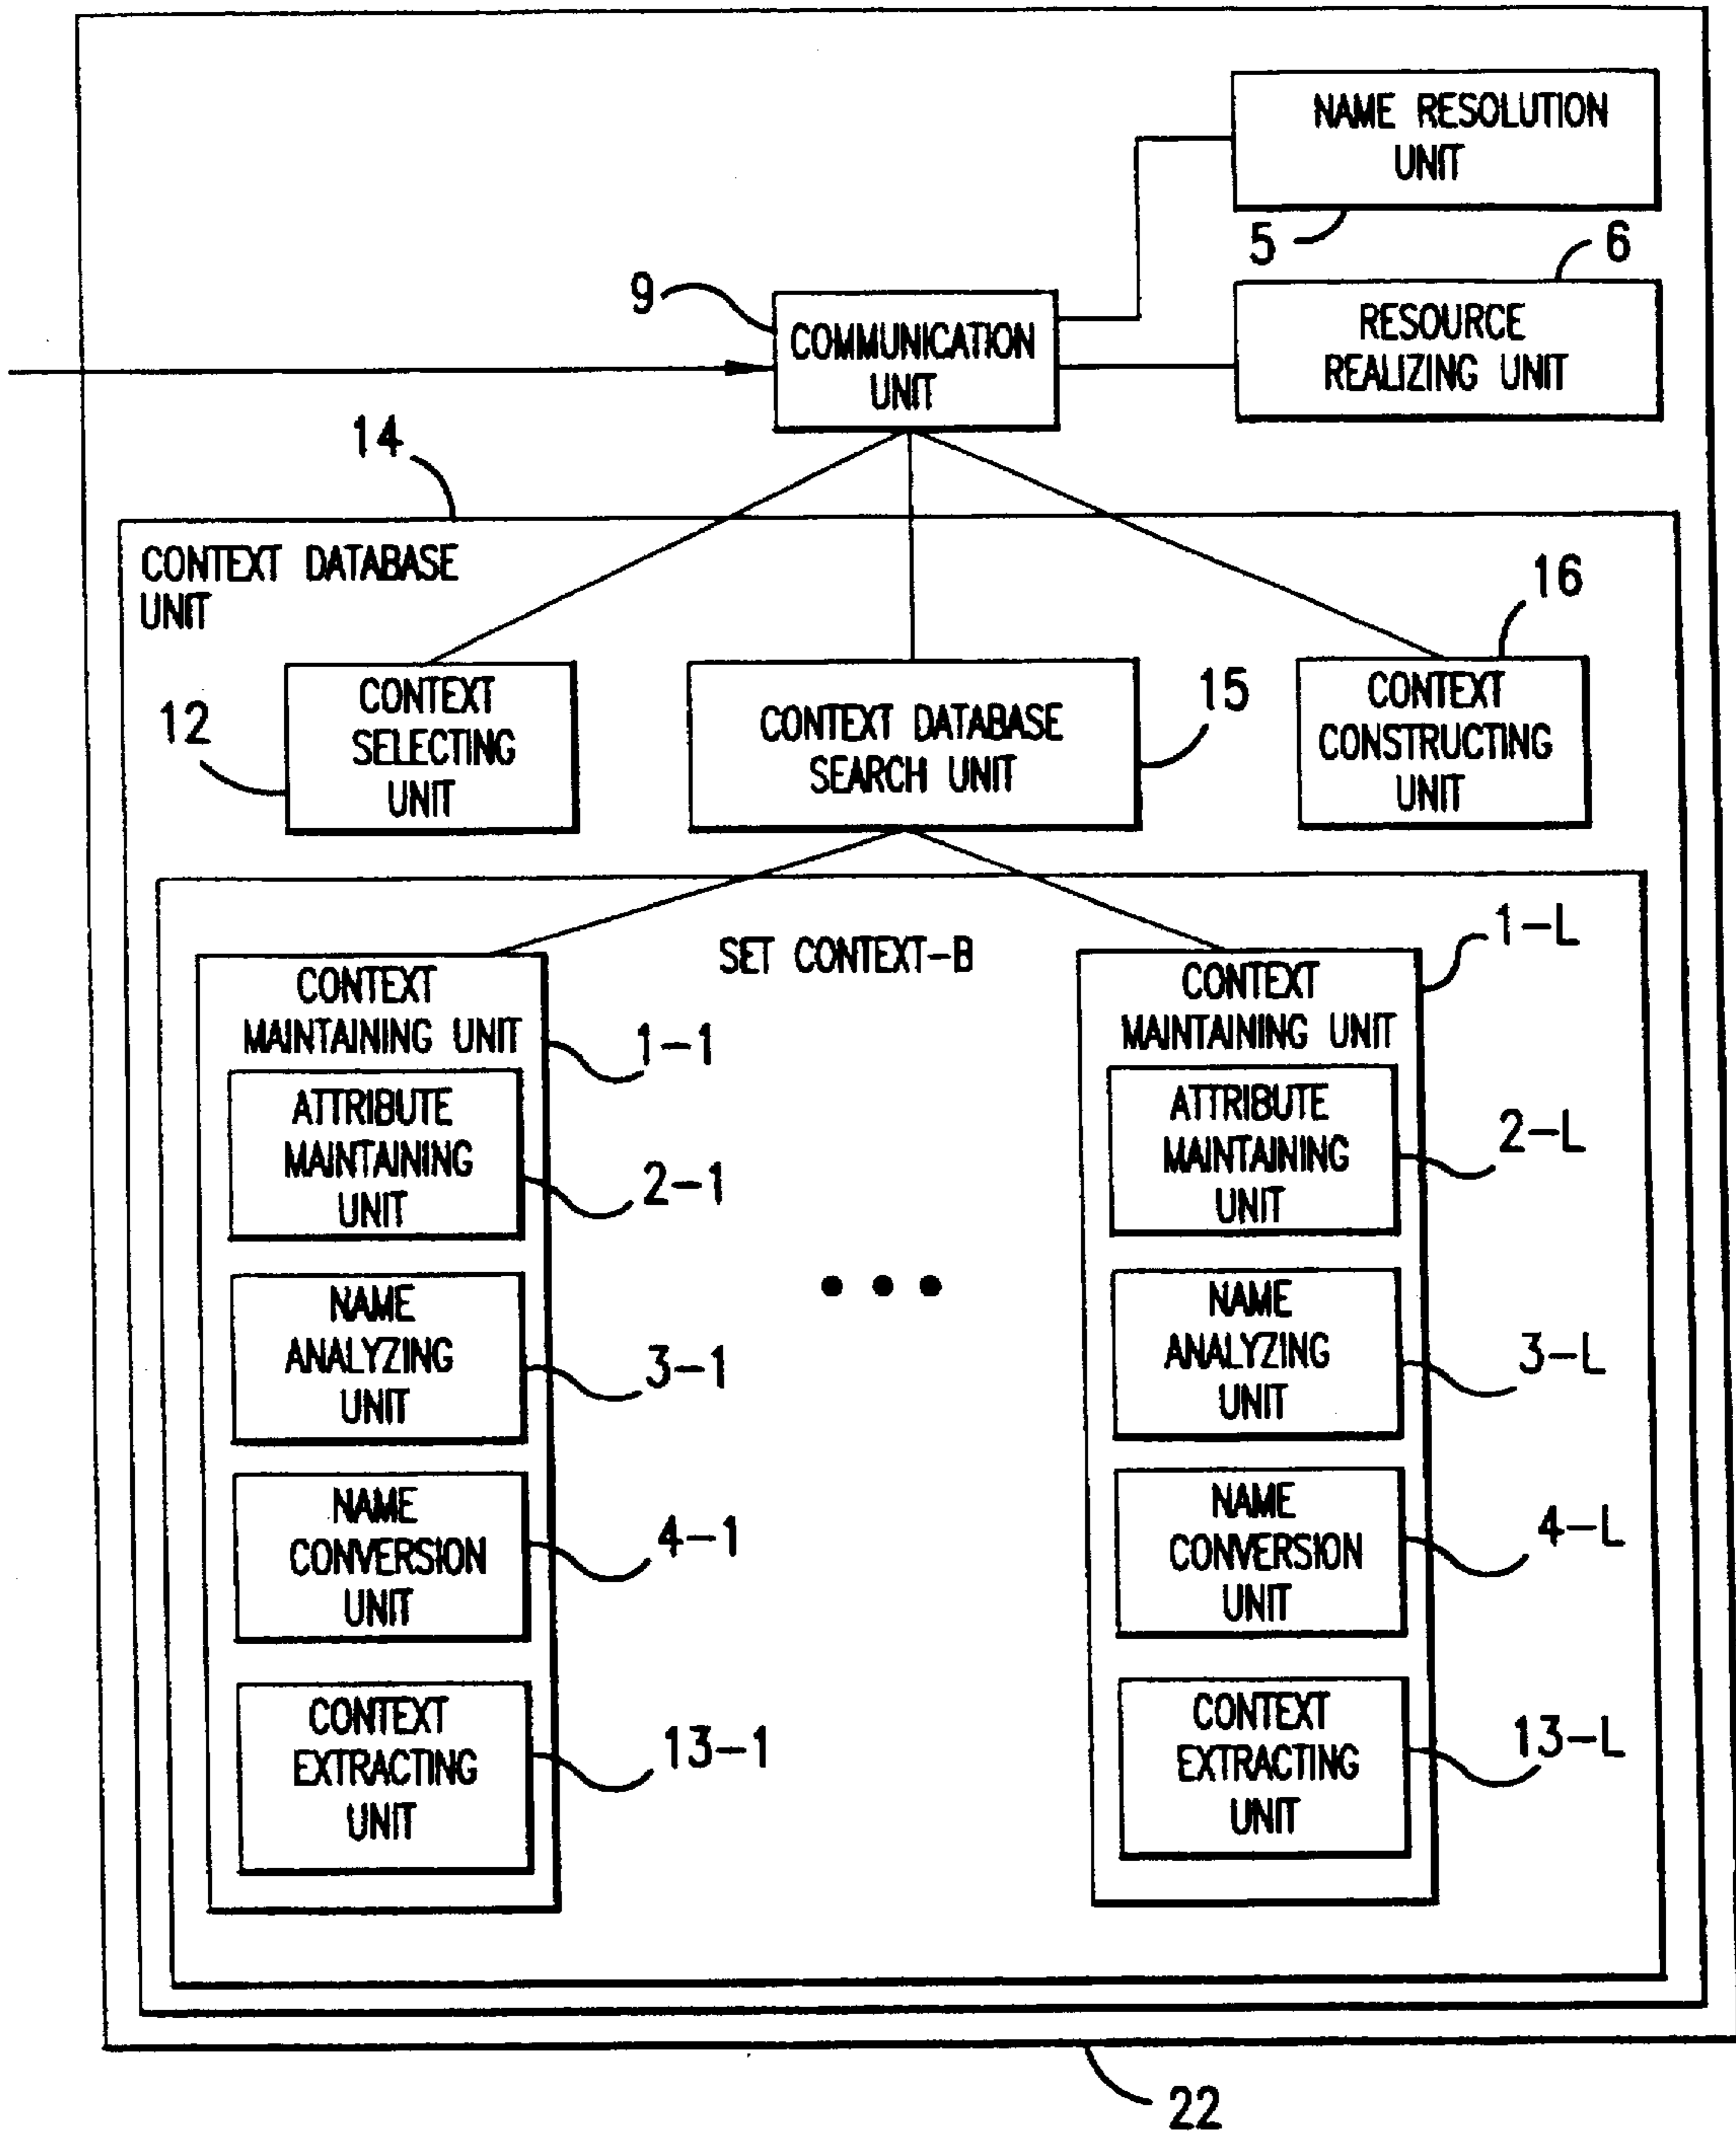 NAME RESOLUTION
UNIT
5
6
9
COMMUNICATION
UNIT
RESOURCE
REALIZING UNIT
14
CONTEXT DATABASE
UNIT
16
12
CONTEXT
SELECTING
UNIT
CONTEXT DATABASE
SEARCH UNIT
15
CONTEXT
CONSTRUCTING
UNIT
SET CONTEXT-B
CONTEXT
MAINTAINING UNIT
1-1
ATTRIBUTE
MAINTAINING
UNIT
2-1
NAME
ANALYZING
UNIT
3-1
NAME
CONVERSION
UNIT
4-1
CONTEXT
EXTRACTING
UNIT
13-1
CONTEXT
MAINTAINING UNIT
1-L
ATTRIBUTE
MAINTAINING
UNIT
2-L
NAME
ANALYZING
UNIT
3-L
NAME
CONVERSION
UNIT
4-L
CONTEXT
EXTRACTING
UNIT
13-L
22